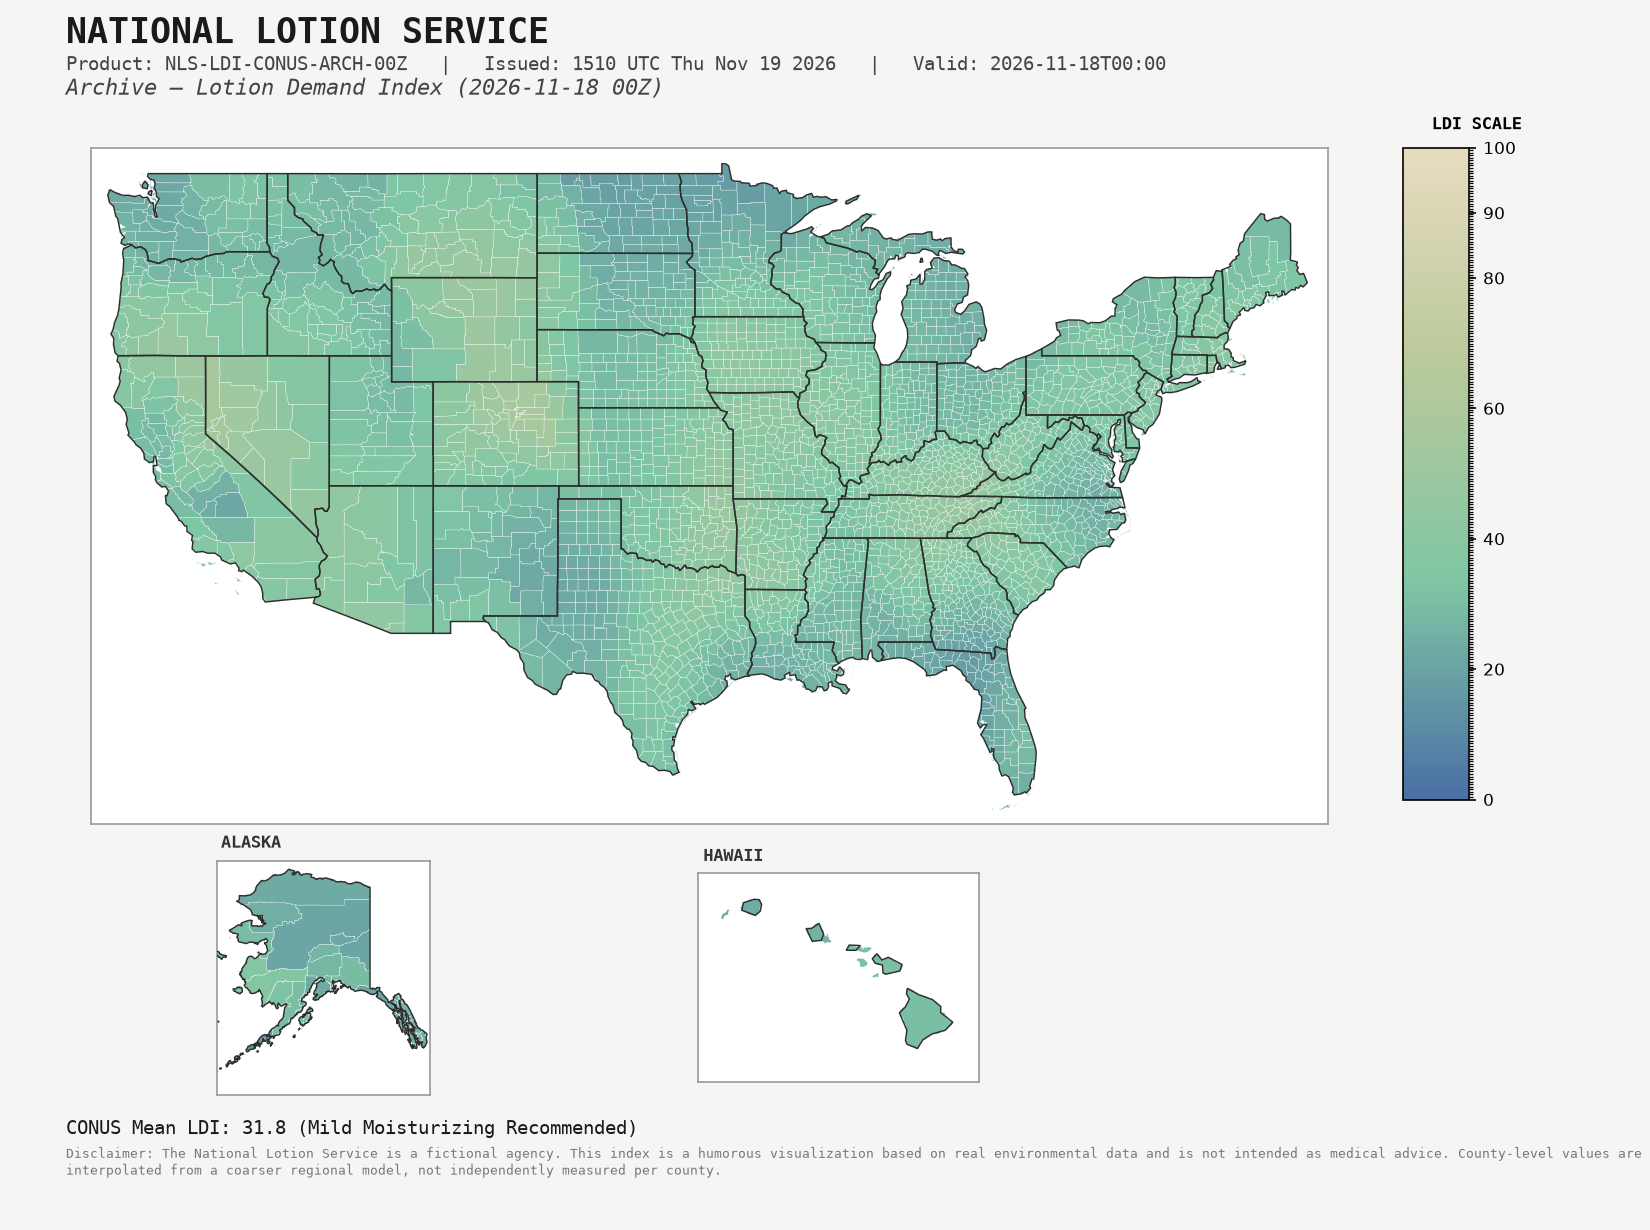 NATIONAL LOTION SERVICE
Product: NLS-LDI-CONUS-ARCH-00Z | Issued: 1510 UTC Thu Nov 19 2026 | Valid: 2026-11-18T00:00
Archive — Lotion Demand Index (2026-11-18 00Z)
LDI SCALE
100
90
80
60
40
20
0
ALASKA
HAWAII
CONUS Mean LDI: 31.8 (Mild Moisturizing Recommended)
Disclaimer: The National Lotion Service is a fictional agency. This index is a humorous visualization based on real environmental data and is not intended as medical advice. County-level values are
interpolated from a coarser regional model, not independently measured per county.